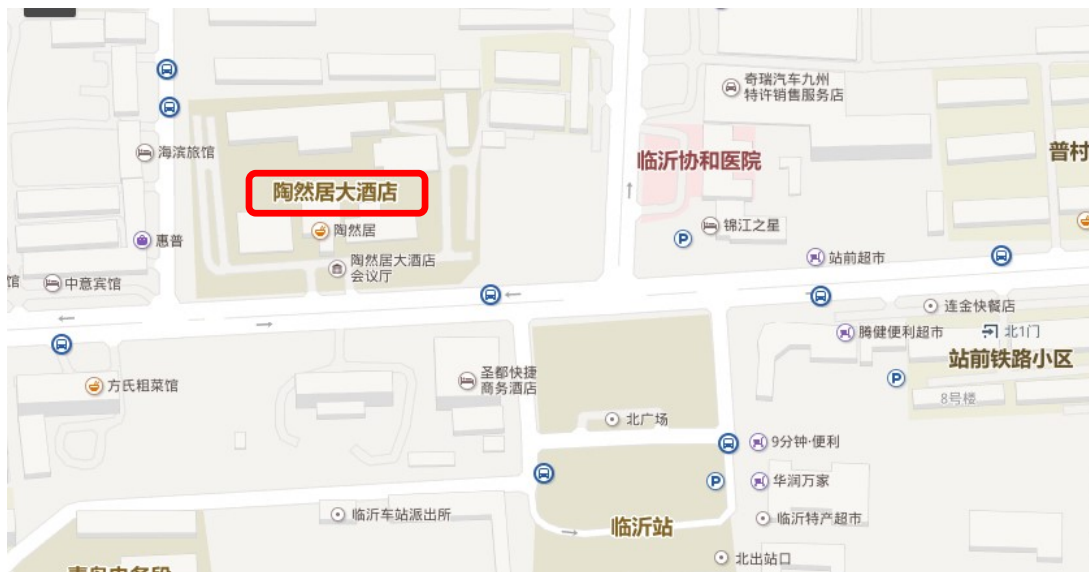 奇瑞汽车九州
特许销售服务店
海滨旅馆
临沂协和医院
普村
陶然居大酒店
陶然居
锦江之星
P
惠普
陶然居大酒店
会议厅
站前超市
馆
中意宾馆
连金快餐店
腾健便利超市
北1门
站前铁路小区
圣都快捷
商务酒店
P
方氏粗菜馆
8号楼
北广场
9分钟·便利
P
华润万家
临沂车站派出所
临沂站
临沂特产超市
北出站口